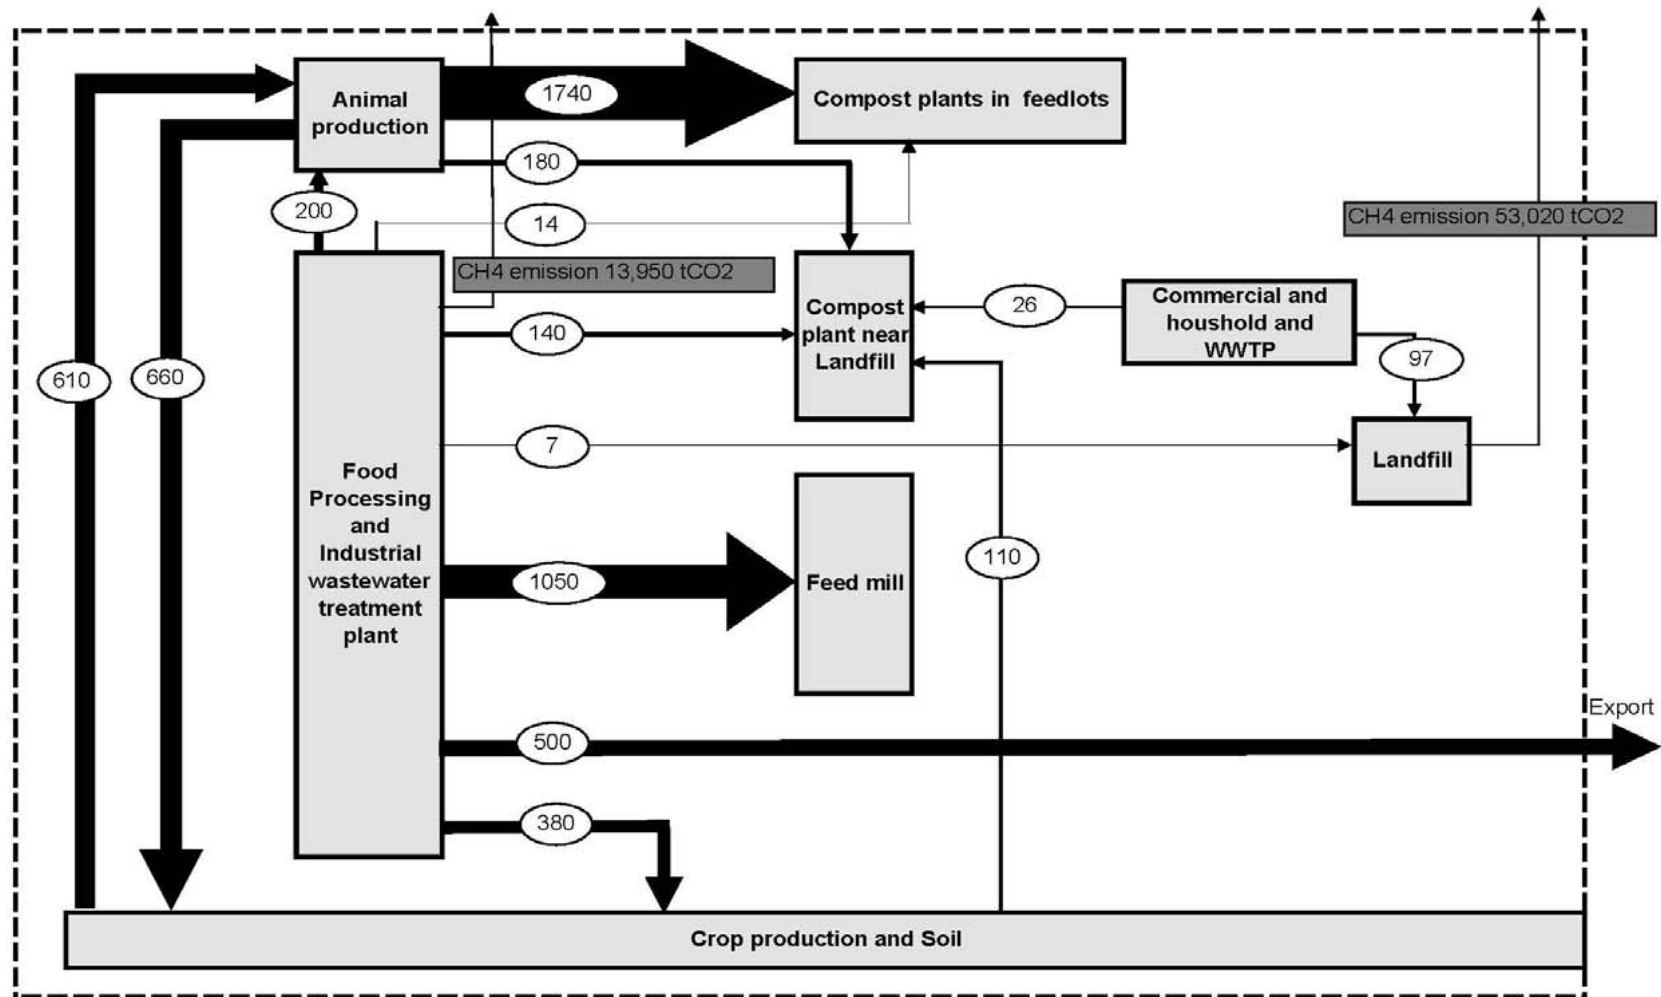 Animal
production
1740
Compost plants in feedlots
180
200
14
CH4 emission 53,020 tCO2
CH4 emission 13,950 tCO2
Compost
plant near
Landfill
26
Commercial and
houshold and
WWTP
140
97
610
660
7
Landfill
Food
Processing
and
Industrial
wastewater
treatment
plant
110
1050
Feed mill
Export
500
380
Crop production and Soil